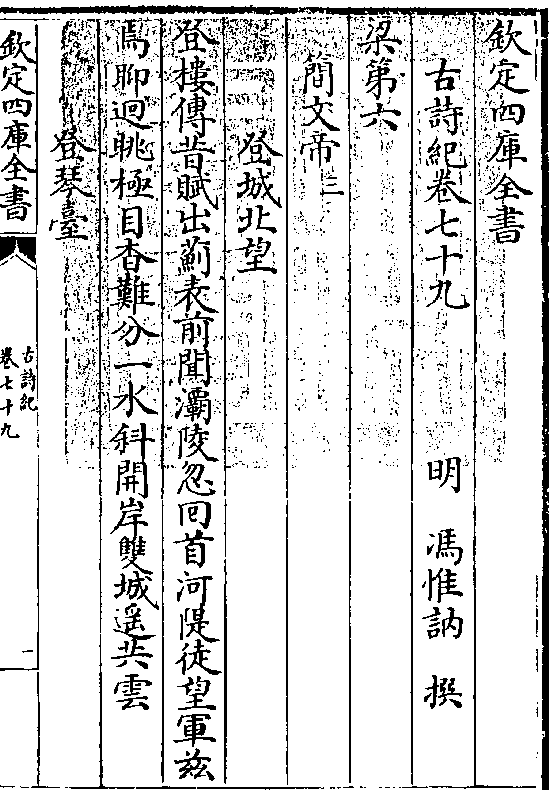 欽定四庫全書
古詩紀卷七十九 明 馮惟訥 撰
梁第六
簡文帝三
登城北望
登樓傳昔賦出薊表前聞灞陵忽回首河隄徒望軍兹
焉聊迥眺極目杳難分一水斜開岸雙城遥共雲
登琴臺
欽定四庫全書
古詩紀
卷七十九
一